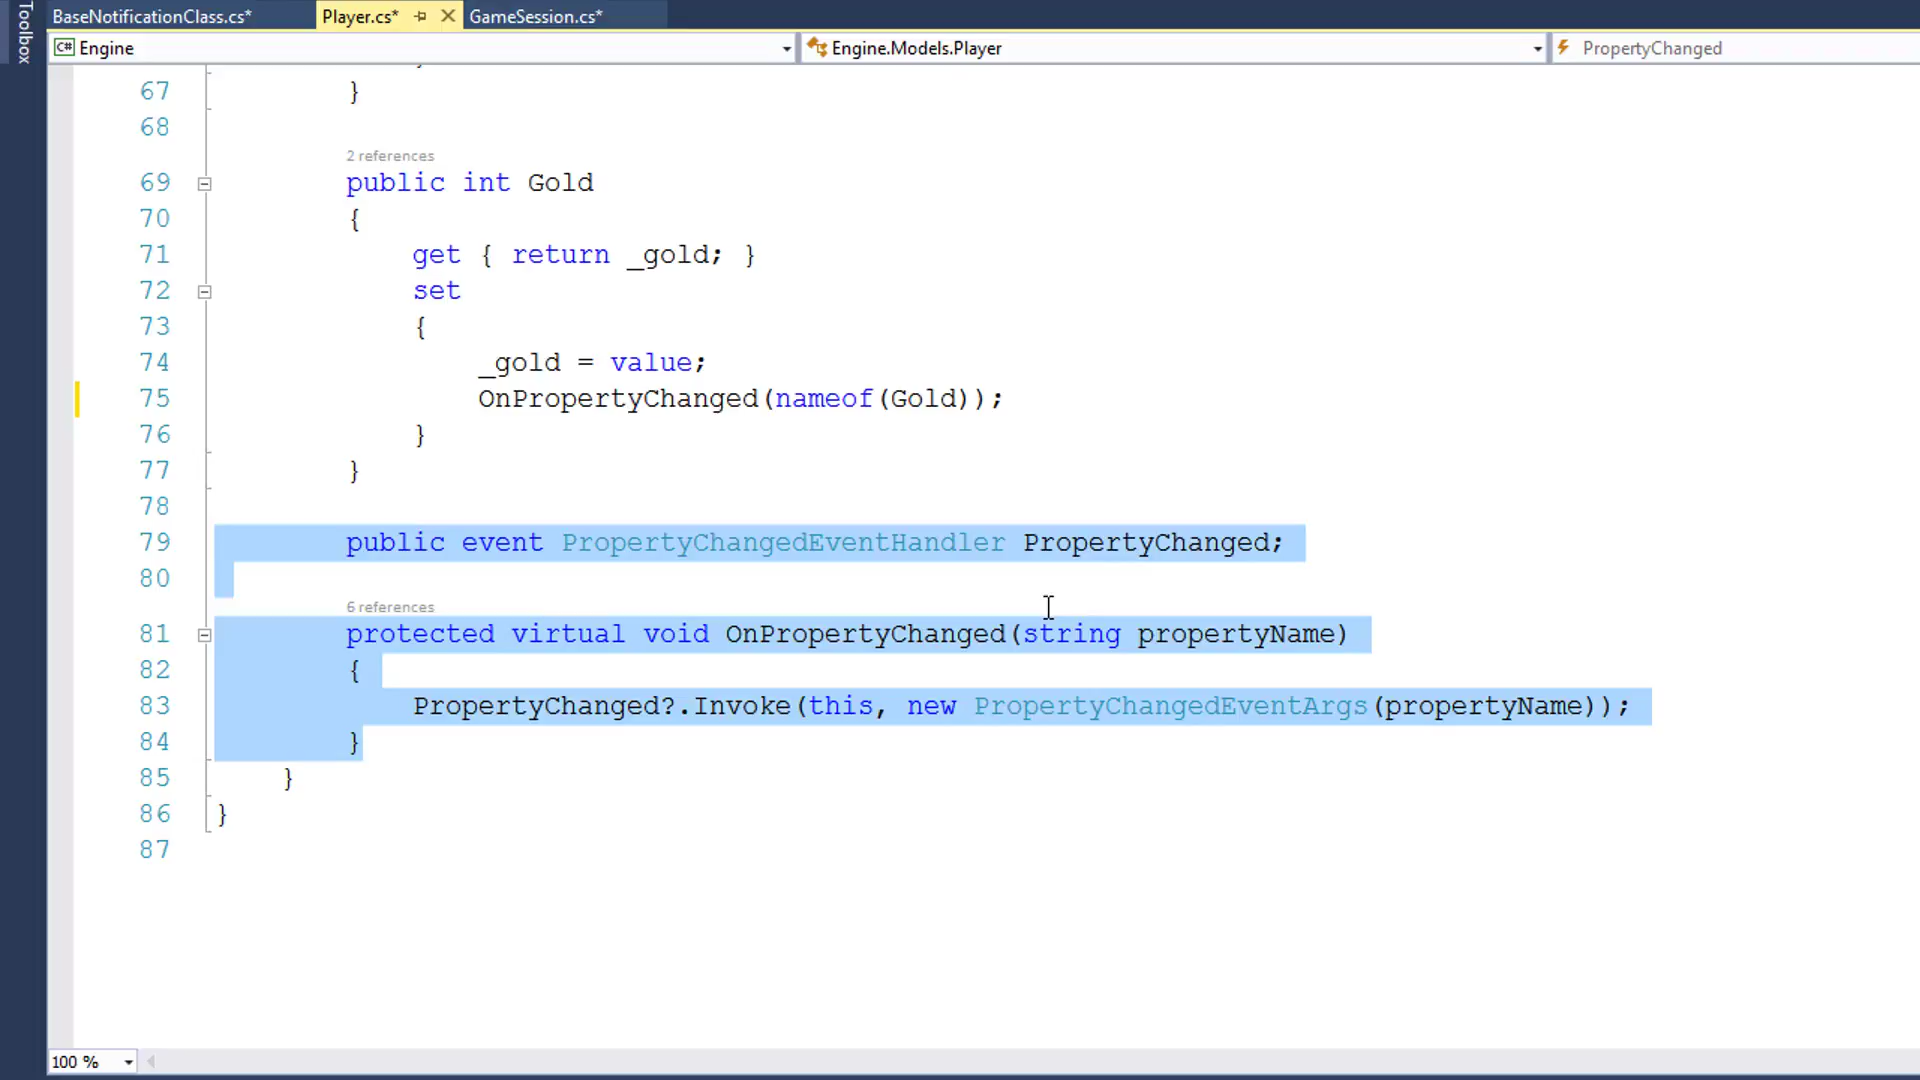 Toolbox
BaseNotificationClass.cs* Player.cs* GameSession.cs*
C# Engine Engine.Models.Player PropertyChanged
67 }
68
2 references
69 public int Gold
70 {
71 get { return _gold; }
72 set
73 {
74 _gold = value;
75 OnPropertyChanged(nameof(Gold));
76 }
77 }
78
79 public event PropertyChangedEventHandler PropertyChanged;
80
6 references
81 protected virtual void OnPropertyChanged(string propertyName)
82 {
83 PropertyChanged?.Invoke(this, new PropertyChangedEventArgs(propertyName));
84 }
85 }
86 }
87
100 %